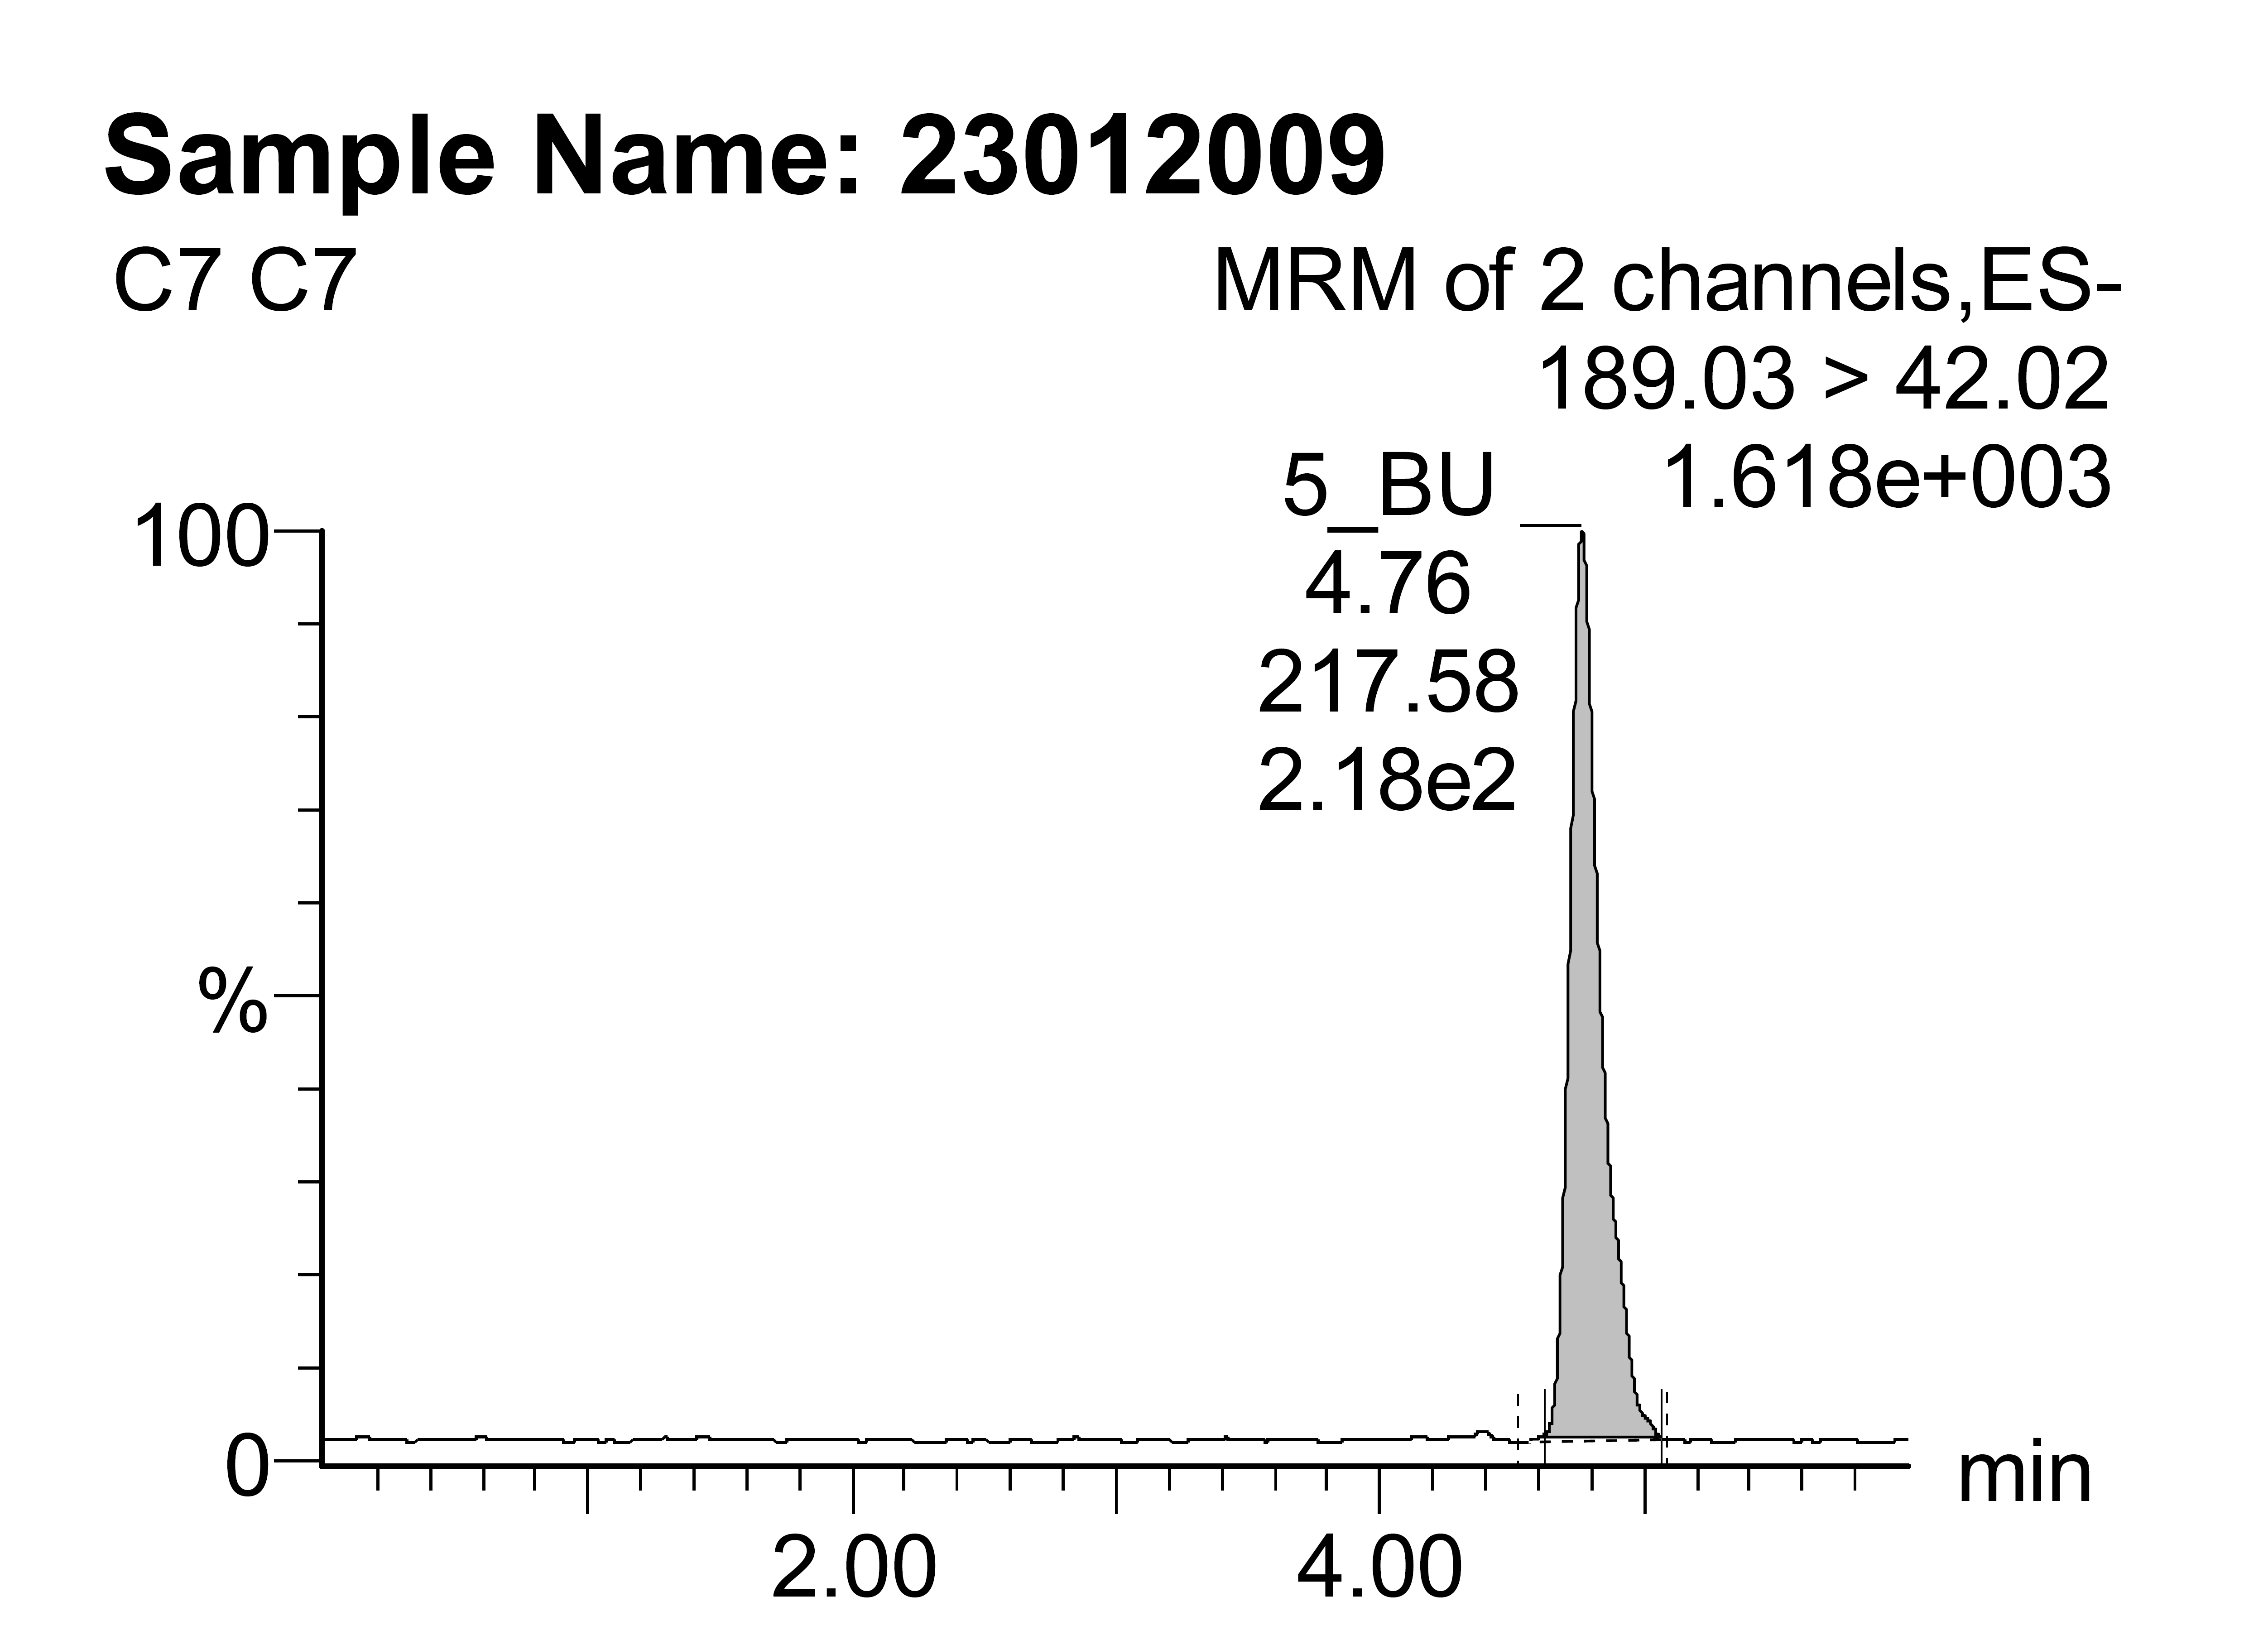 Sample Name: 23012009
C7 C7
MRM of 2 channels,ES-
189.03 > 42.02
1.618e+003
5_BU
4.76
217.58
2.18e2
100
%
0
2.00
4.00
min